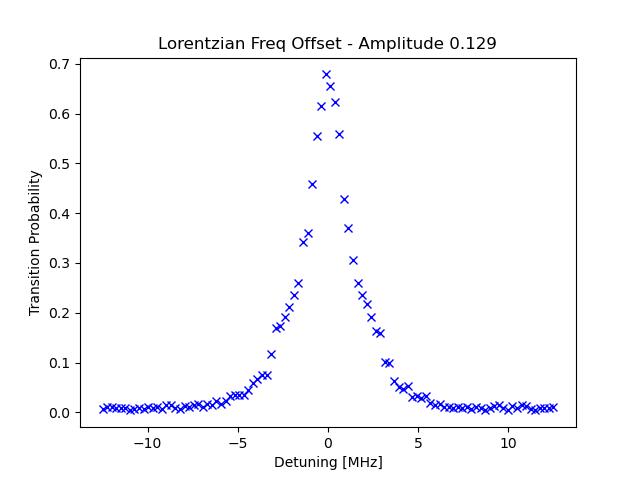 Lorentzian Freq Offset - Amplitude 0.129
0.7
0.6
0.5
0.4
0.3
0.2
0.1
0.0
Transition Probability
−10 −5 0 5 10
Detuning [MHz]